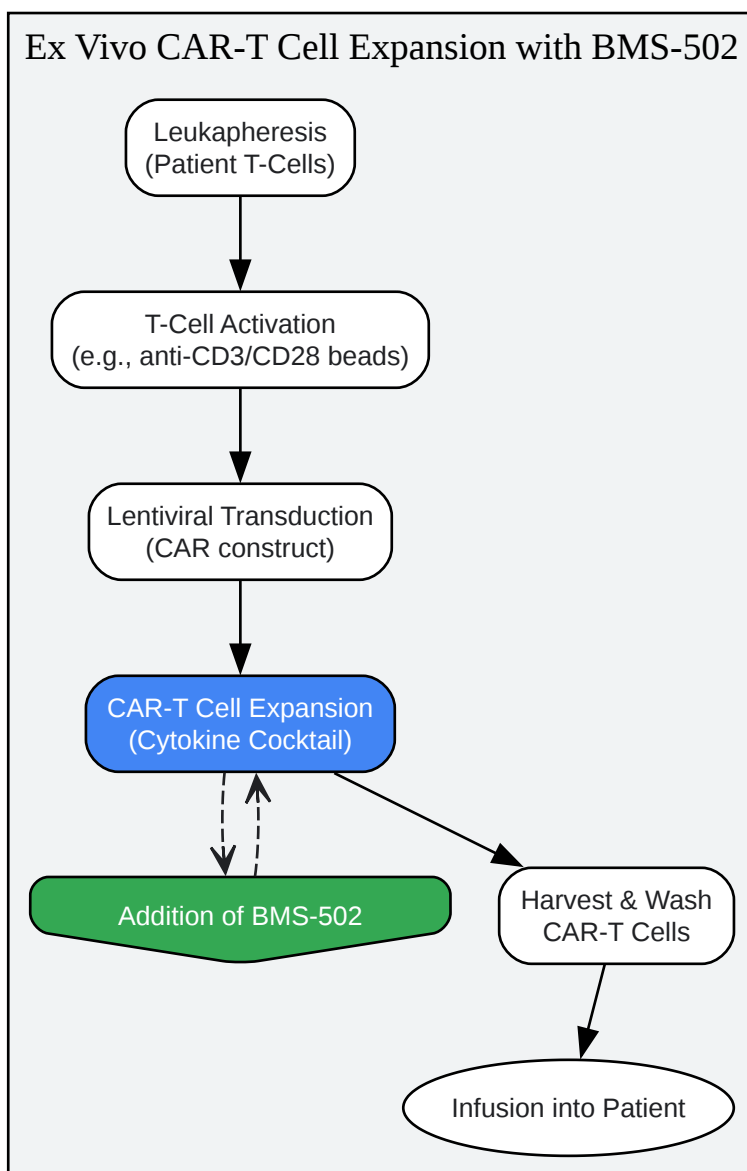 Ex Vivo CAR-T Cell Expansion with BMS-502
Leukapheresis
(Patient T-Cells)
T-Cell Activation
(e.g., anti-CD3/CD28 beads)
Lentiviral Transduction
(CAR construct)
CAR-T Cell Expansion
(Cytokine Cocktail)
Addition of BMS-502
Harvest & Wash
CAR-T Cells
Infusion into Patient